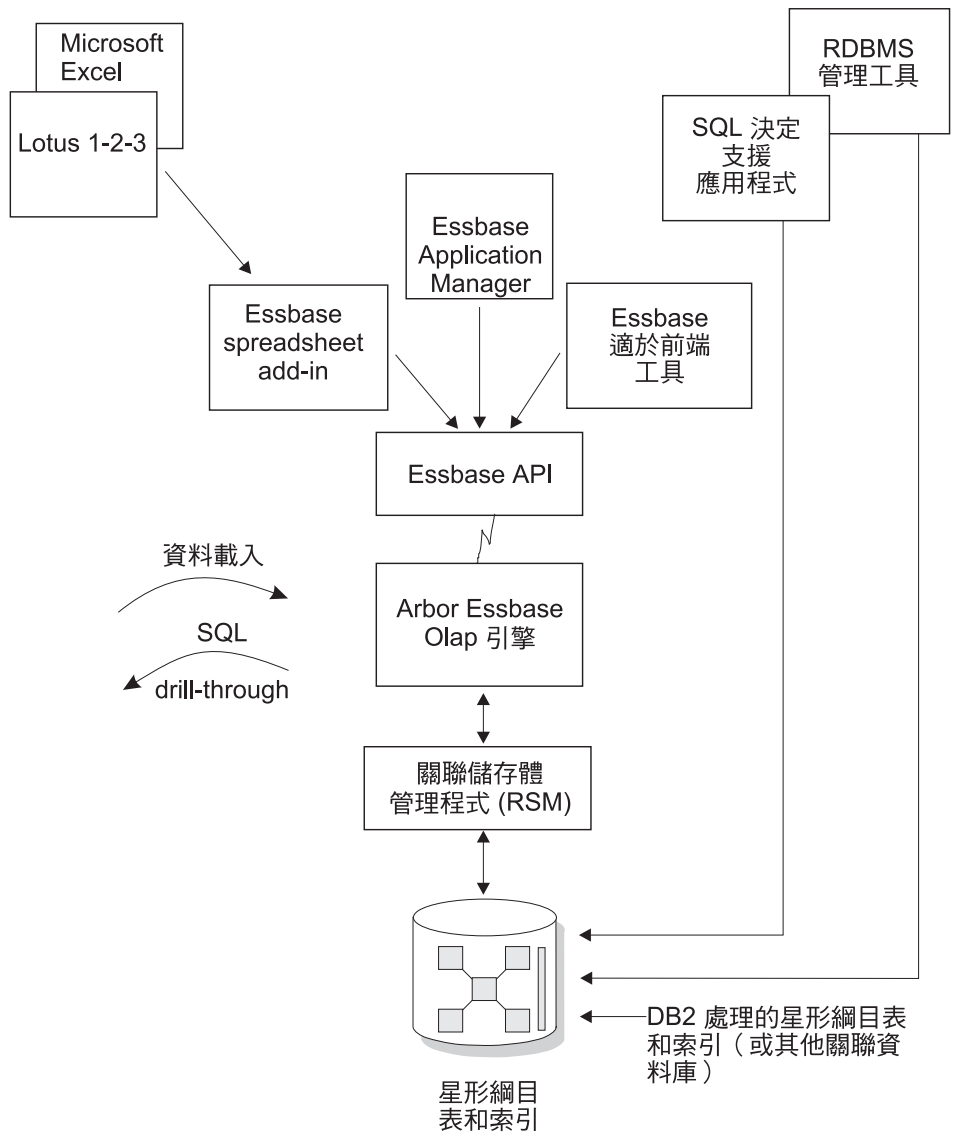 Microsoft
Excel
Lotus 1-2-3
RDBMS
管理工具
SQL 決定
支援
應用程式
Essbase
Application
Manager
Essbase
spreadsheet
add-in
Essbase
適於前端
工具
Essbase API
資料載入
SQL
drill-through
Arbor Essbase
Olap 引擎
關聯儲存體
管理程式 (RSM)
DB2 處理的星形綱目表
和索引（或其他關聯資
料庫）
星形綱目
表和索引